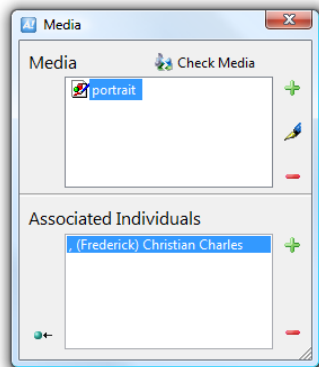 Media
Media
Check Media
portrait
Associated Individuals
, (Frederick) Christian Charles